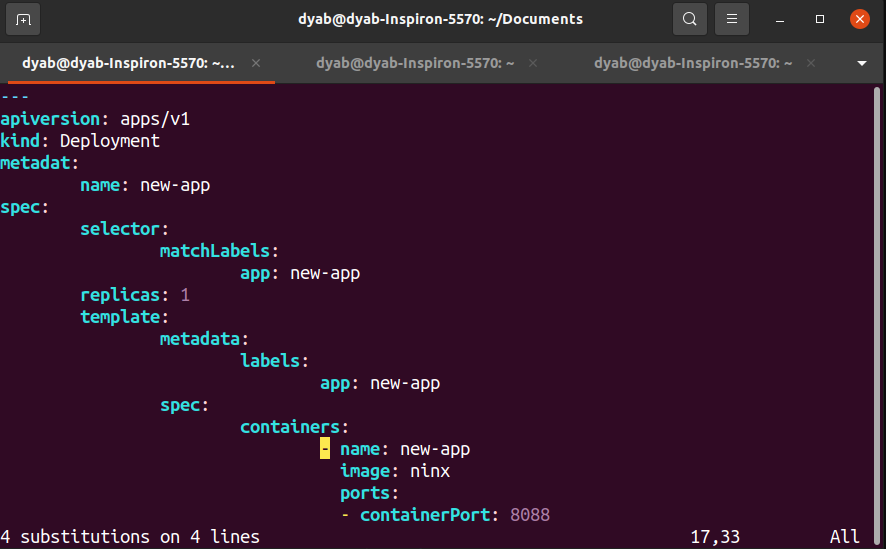 dyab@dyab-Inspiron-5570: ~/Documents
dyab@dyab-Inspiron-5570: ~...
dyab@dyab-Inspiron-5570: ~
dyab@dyab-Inspiron-5570: ~
---
apiversion: apps/v1
kind: Deployment
metadat:
        name: new-app
spec:
        selector:
                matchLabels:
                        app: new-app
        replicas: 1
        template:
                metadata:
                        labels:
                                app: new-app
                spec:
                        containers:
                                - name: new-app
                                  image: ninx
                                  ports:
                                  - containerPort: 8088
4 substitutions on 4 lines 17,33 All